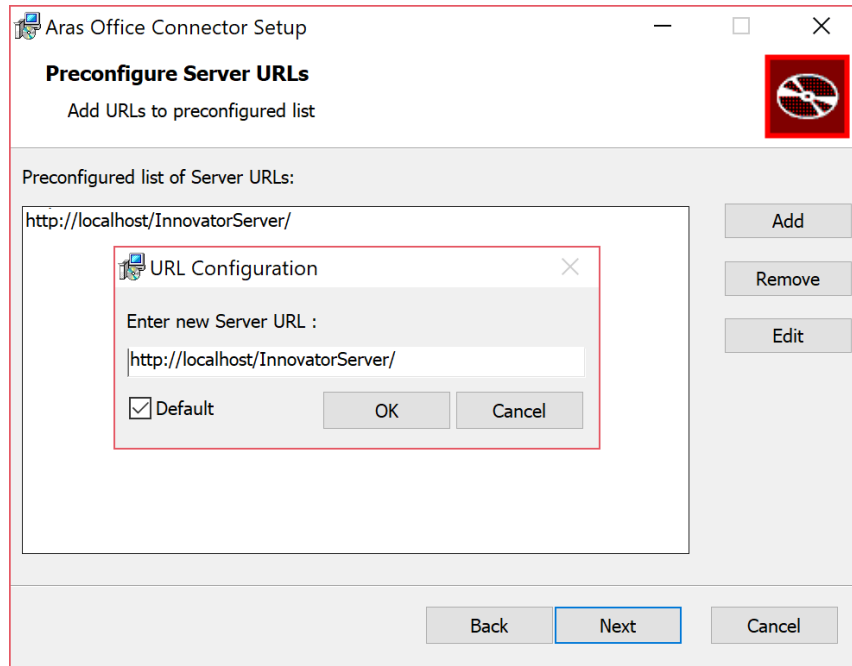 Aras Office Connector Setup
Preconfigure Server URLs
Add URLs to preconfigured list
Preconfigured list of Server URLs:
http://localhost/InnovatorServer/
Add
URL Configuration
Remove
Enter new Server URL :
Edit
http://localhost/InnovatorServer/
Default
OK
Cancel
Back
Next
Cancel